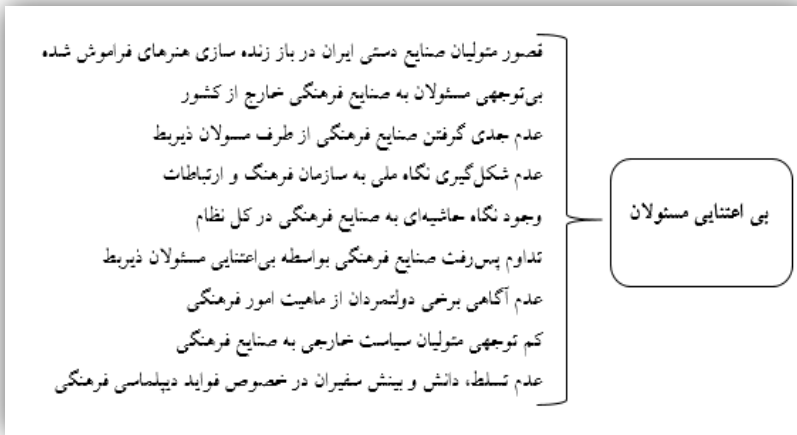 بی اعتنایی مسئولان
قصور متولیان صنایع دستی ایران در باز زنده سازی هنرهای فراموش شده
بی‌توجهی مسئولان به صنایع فرهنگی خارج از کشور
عدم جدی گرفتن صنایع فرهنگی از طرف مسولان ذیربط
عدم شکل‌گیری نگاه ملی به سازمان فرهنگ و ارتباطات
وجود نگاه حاشیه‌ای به صنایع فرهنگی در کل نظام
تداوم پس‌رفت صنایع فرهنگی بواسطه بی‌اعتنایی مسئولان ذیربط
عدم آگاهی برخی دولتمردان از ماهیت امور فرهنگی
کم توجهی متولیان سیاست خارجی به صنایع فرهنگی
عدم تسلط، دانش و بینش سفیران در خصوص فواید دیپلماسی فرهنگی